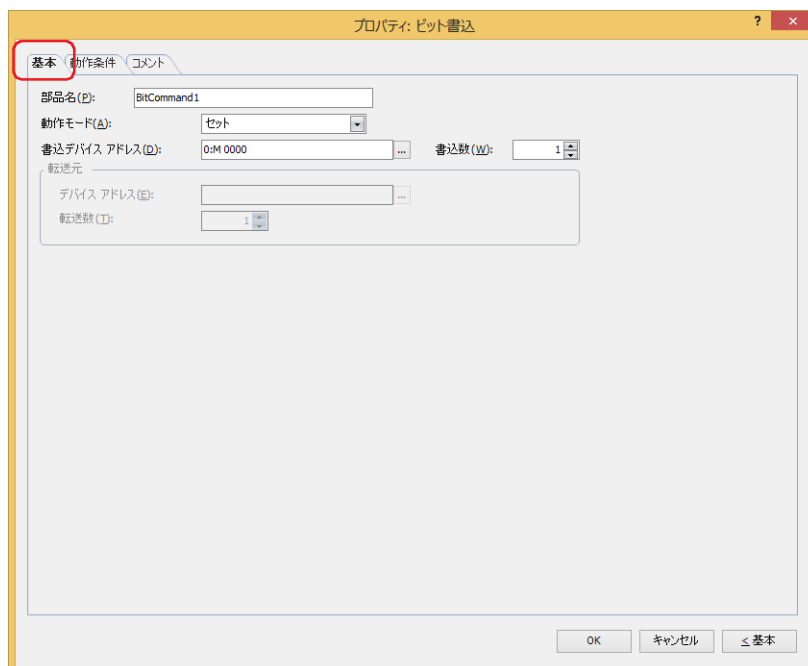 プロパティ: ビット書込
? ×
基本 動作条件 コメント
部品名(P): BitCommand1
動作モード(A): セット
書込デバイス アドレス(D): 0:M 0000 ... 書込数(W): 1
転送元
デバイス アドレス(E): ...
転送数(T): 1
OK キャンセル ≤ 基本